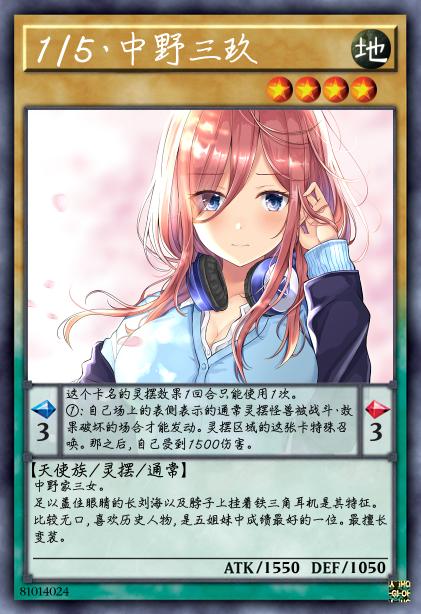 1/5·中野三玖
地
这个卡名的灵摆效果1回合只能使用1次。
①:自己场上的表侧表示的通常灵摆怪兽被战斗·效
果破坏的场合才能发动。灵摆区域的这张卡特殊召
唤。那之后,自己受到1500伤害。
3
3
【天使族/灵摆/通常】
中野家三女。
足以盖住眼睛的长刘海以及脖子上挂着铁三角耳机是其特征。
比较无口,喜欢历史人物,是五姐妹中成绩最好的一位。最擅长
变装。
ATK/1550 DEF/1050
81014024